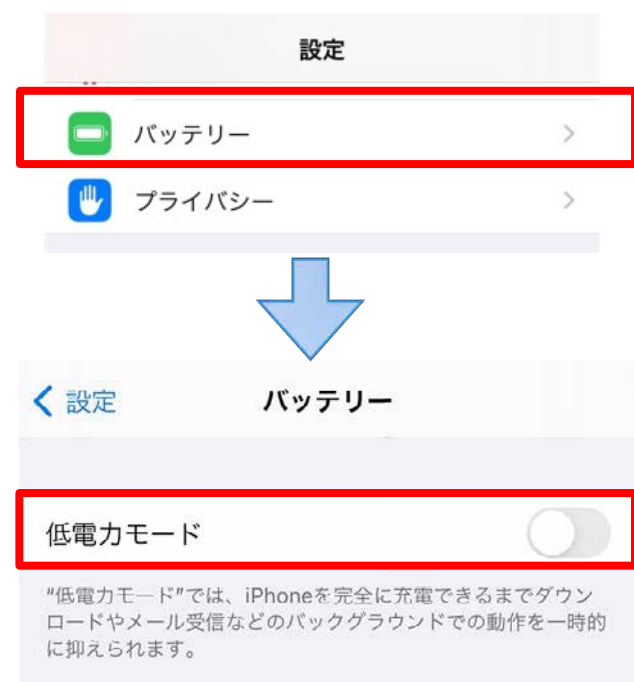 設定
バッテリー
プライバシー
設定 バッテリー
低電力モード
“低電力モード”では、iPhoneを完全に充電できるまでダウン
ロードやメール受信などのバックグラウンドでの動作を一時的
に抑えられます。